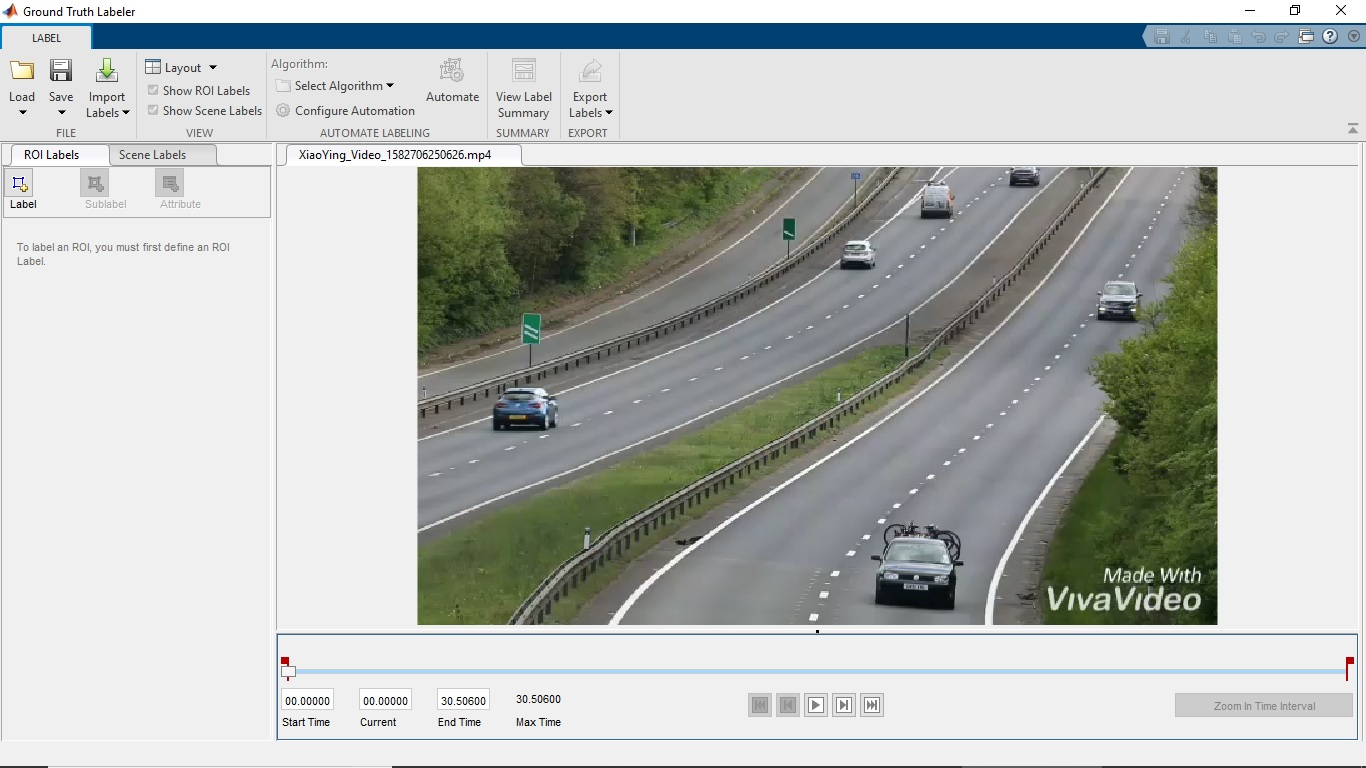 Ground Truth Labeler
LABEL
Load
Save
Import
Labels
FILE
Layout
Show ROI Labels
Show Scene Labels
VIEW
Algorithm:
Select Algorithm
Configure Automation
Automate
AUTOMATE LABELING
View Label
Summary
SUMMARY
Export
Labels
EXPORT
ROI Labels
Scene Labels
XiaoYing_Video_1582706250626.mp4
Label
Sublabel
Attribute
To label an ROI, you must first define an ROI
Label.
Made With
VivaVideo
00.00000
00.00000
30.50600
30.50600
Start Time
Current
End Time
Max Time
Zoom In Time Interval